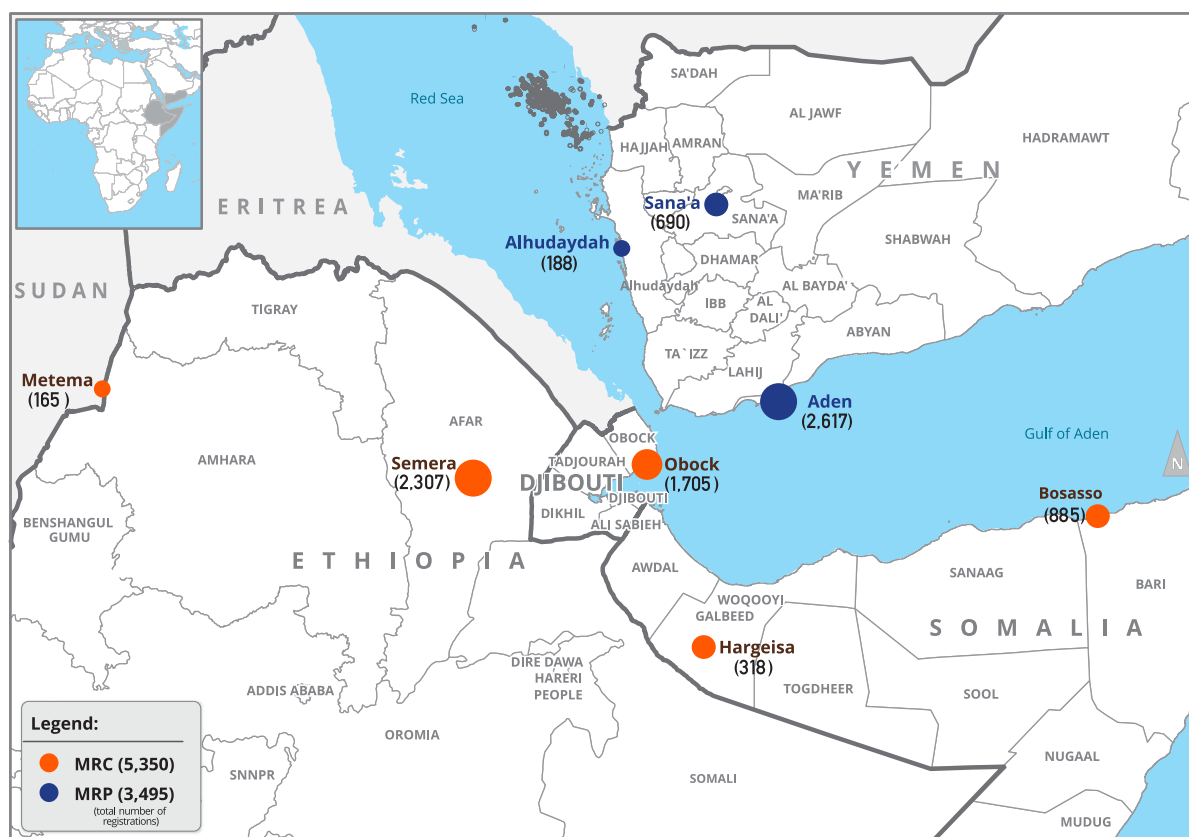 Red Sea
SA'DAH
AL JAWF
HADRAMAWT
HAJJAH
AMRAN
YEMEN
MA'RIB
Sana'a
(690)
SANA'A
ERITREA
Alhudaydah
(188)
SHABWAH
DHAMAR
SUDAN
Alhudaydah
AL BAYDA'
IBB
AL
DALI'
TIGRAY
ABYAN
TA`IZZ
LAHIJ
Metema
(165 )
Aden
(2,617)
AFAR
Gulf of Aden
N
OBOCK
AMHARA
TADJOURAH
Semera
(2,307)
Obock
(1,705)
DJIBOUTI
DJIBOUTI
Bosasso
(885)
DIKHIL
BENSHANGUL
GUMU
ALI SABIEH
ETHIOPIA
AWDAL
SANAAG
BARI
WOQOOYI
GALBEED
SOMALIA
Hargeisa
(318)
DIRE DAWA
HARERI
PEOPLE
ADDIS ABABA
TOGDHEER
SOOL
Legend:
MRC (5,350)
MRP (3,495)
(total number of
registrations)
OROMIA
NUGAAL
SNNPR
SOMALI
MUDUG